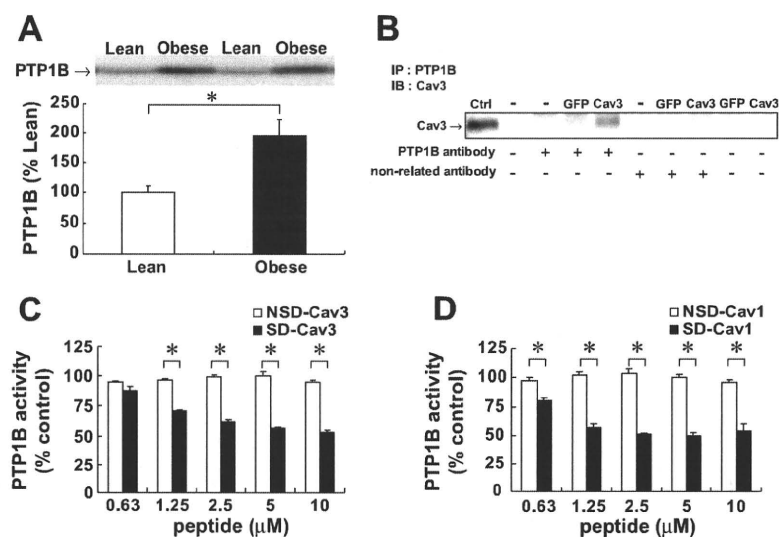 A
Lean Obese Lean Obese
PTP1B →
*
PTP1B (% Lean)
250
200
150
100
50
0
Lean Obese
B
IP : PTP1B
IB : Cav3
Ctrl - - GFP Cav3 - GFP Cav3 GFP Cav3
Cav3 →
PTP1B antibody - + + + - - - - -
non-related antibody - - - - + + + - -
C
NSD-Cav3
SD-Cav3
PTP1B activity
(% control)
125
100
75
50
25
0
* * * *
0.63 1.25 2.5 5 10
peptide (μM)
D
NSD-Cav1
SD-Cav1
PTP1B activity
(% control)
125
100
75
50
25
0
* * * * *
0.63 1.25 2.5 5 10
peptide (μM)